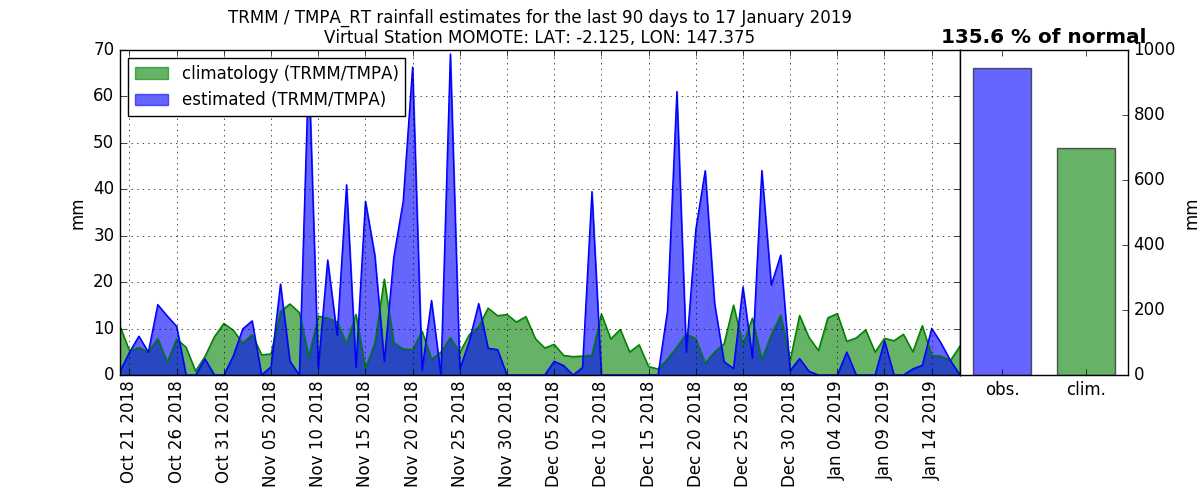 TRMM / TMPA_RT rainfall estimates for the last 90 days to 17 January 2019
Virtual Station MOMOTE: LAT: -2.125, LON: 147.375
135.6 % of normal
climatology (TRMM/TMPA)
estimated (TRMM/TMPA)
mm
70
60
50
40
30
20
10
0
Oct 21 2018
Oct 26 2018
Oct 31 2018
Nov 05 2018
Nov 10 2018
Nov 15 2018
Nov 20 2018
Nov 25 2018
Nov 30 2018
Dec 05 2018
Dec 10 2018
Dec 15 2018
Dec 20 2018
Dec 25 2018
Dec 30 2018
Jan 04 2019
Jan 09 2019
Jan 14 2019
1000
800
600
400
200
0
mm
obs.
clim.